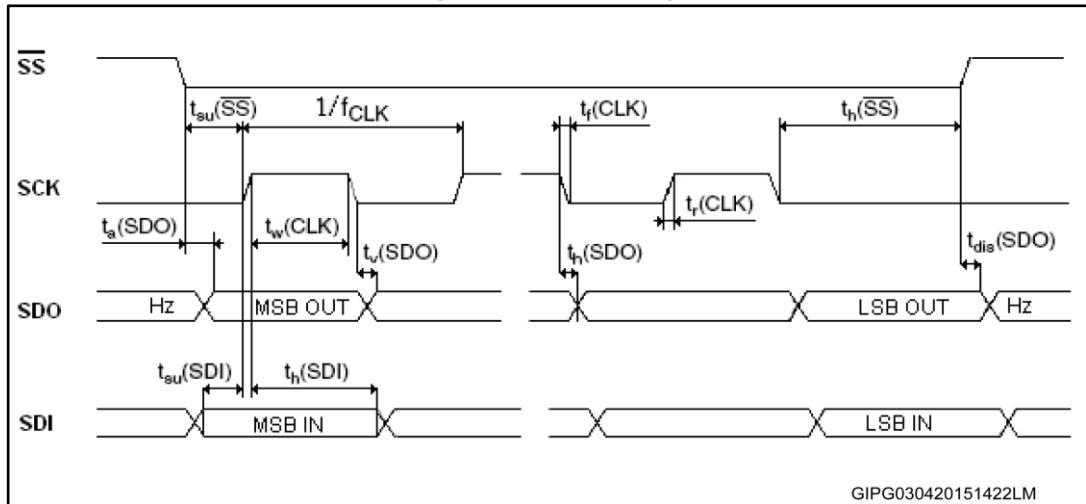 SS
tsu(SS)
1/fCLK
tf(CLK)
th(SS)
SCK
ta(SDO)
tw(CLK)
tv(SDO)
th(SDO)
tr(CLK)
tdis(SDO)
SDO
Hz
MSB OUT
LSB OUT
Hz
tsu(SDI)
th(SDI)
SDI
MSB IN
LSB IN
GIPG030420151422LM